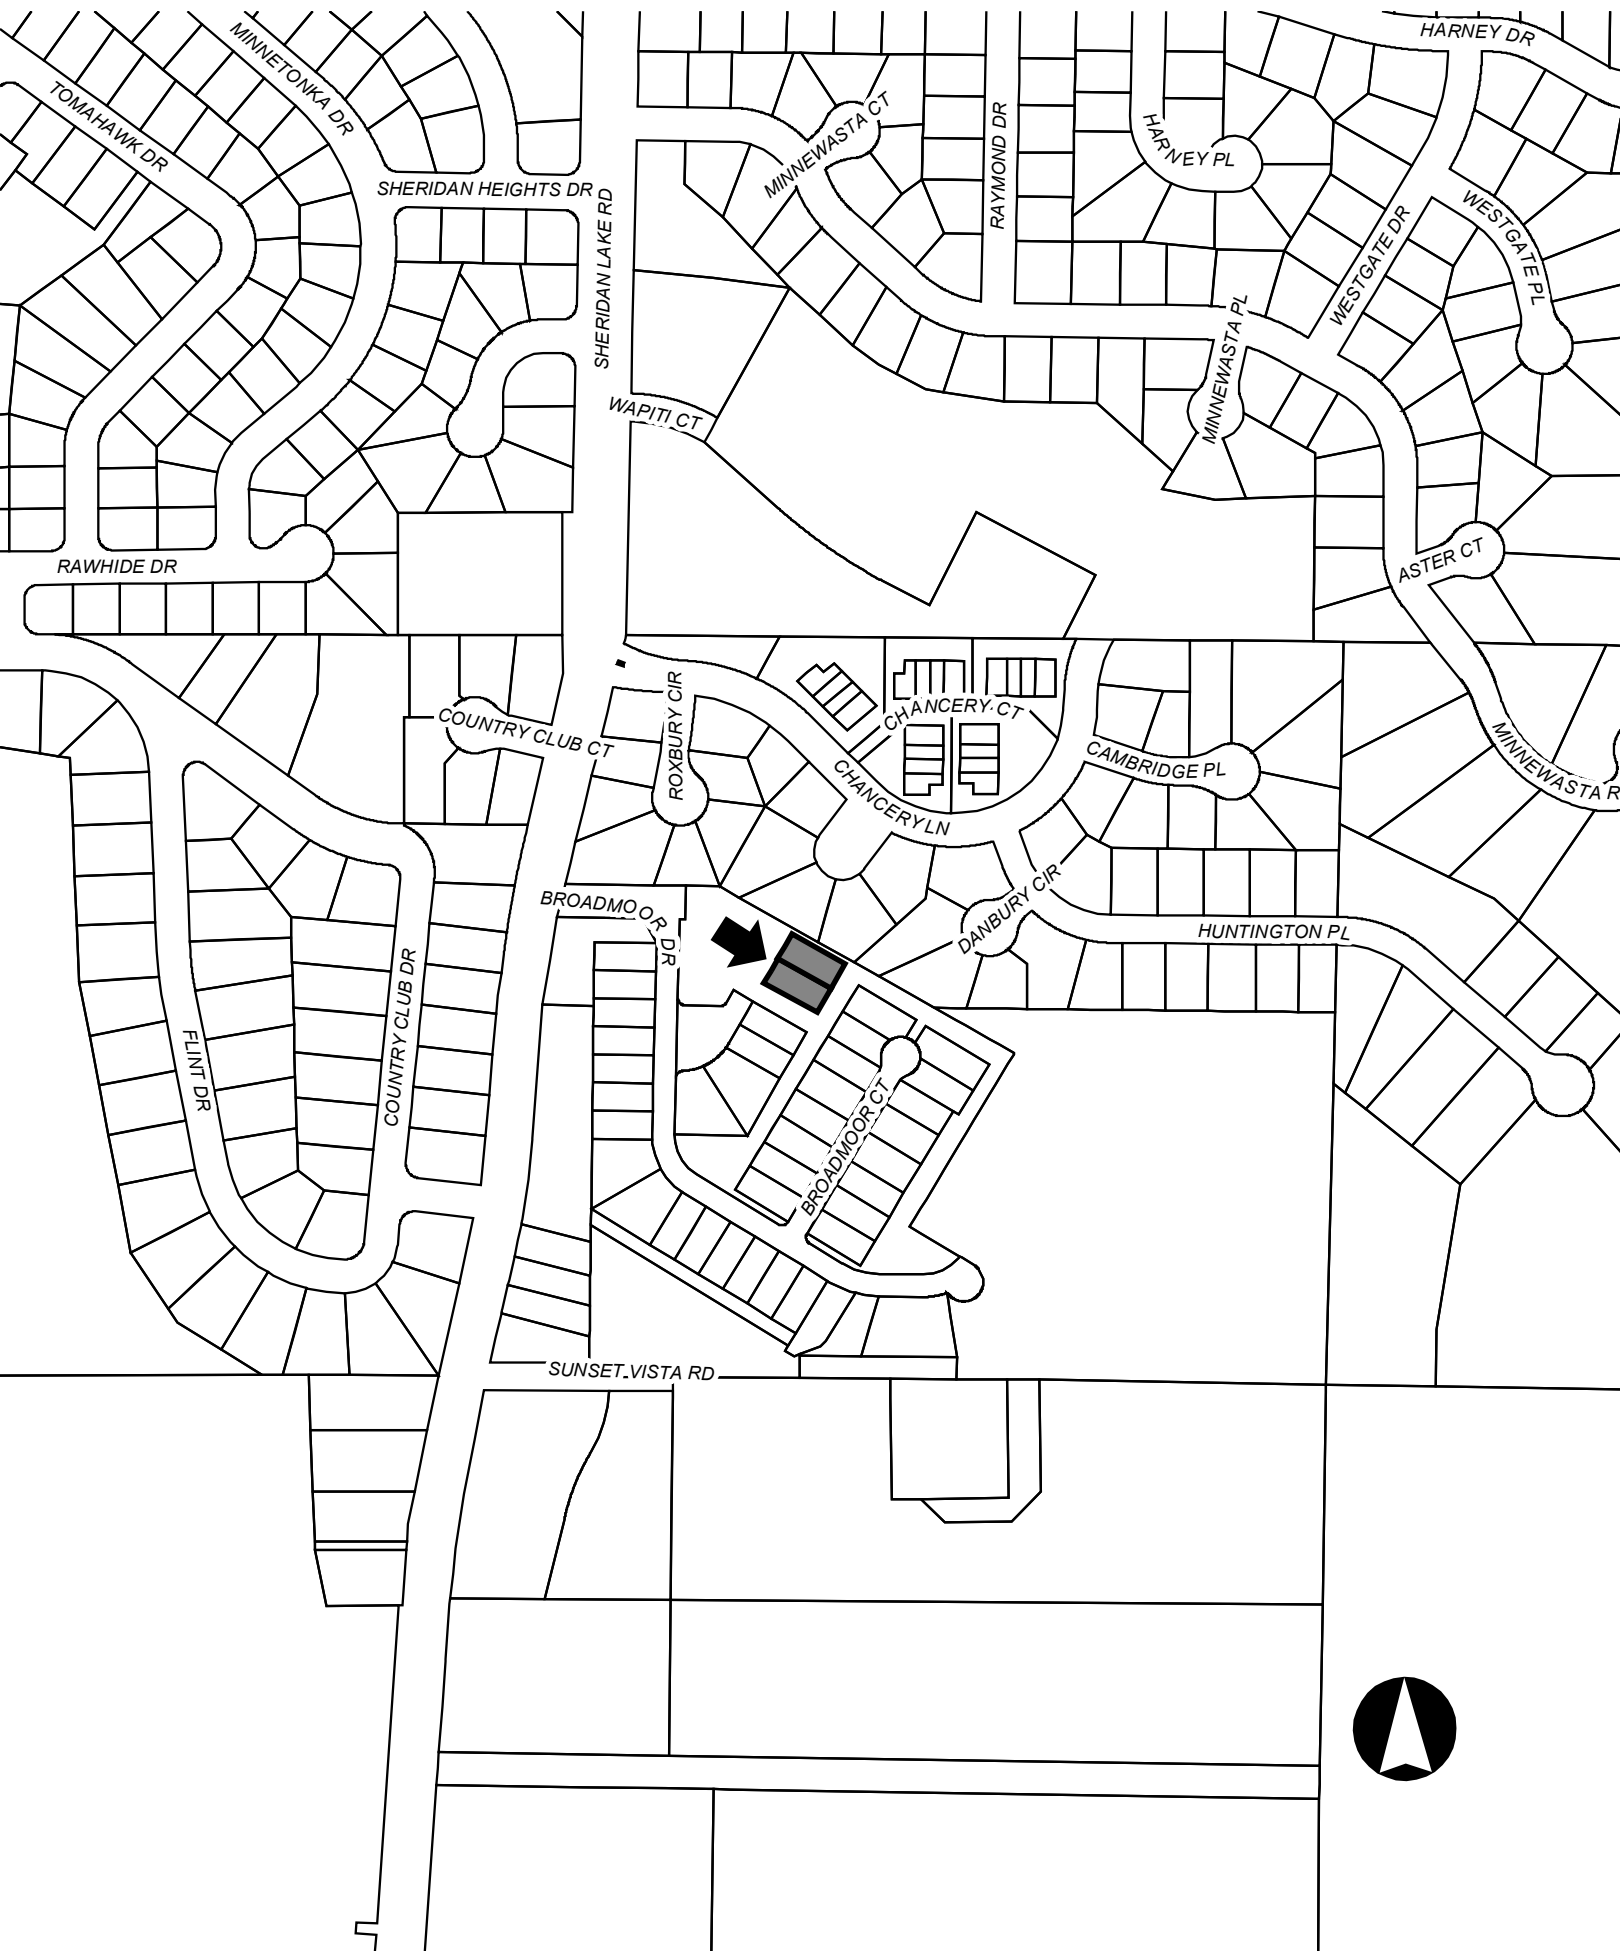 HARNEY DR
MINNETONKA DR
TOMAHAWK DR
MINNEWASTA CT
RAYMOND DR
HARNEY PL
SHERIDAN HEIGHTS DR
SHERIDAN LAKE RD
WESTGATE DR
WESTGATE PL
MINNEWASTA PL
WAPITI CT
RAWHIDE DR
ASTER CT
COUNTRY CLUB CT
ROXBURY CIR
CHANCERY CT
CAMBRIDGE PL
MINNEWASTA R
CHANCERY LN
BROADMOOR DR
DANBURY CIR
HUNTINGTON PL
FLINT DR
COUNTRY CLUB DR
BROADMOOR CT
SUNSET VISTA RD